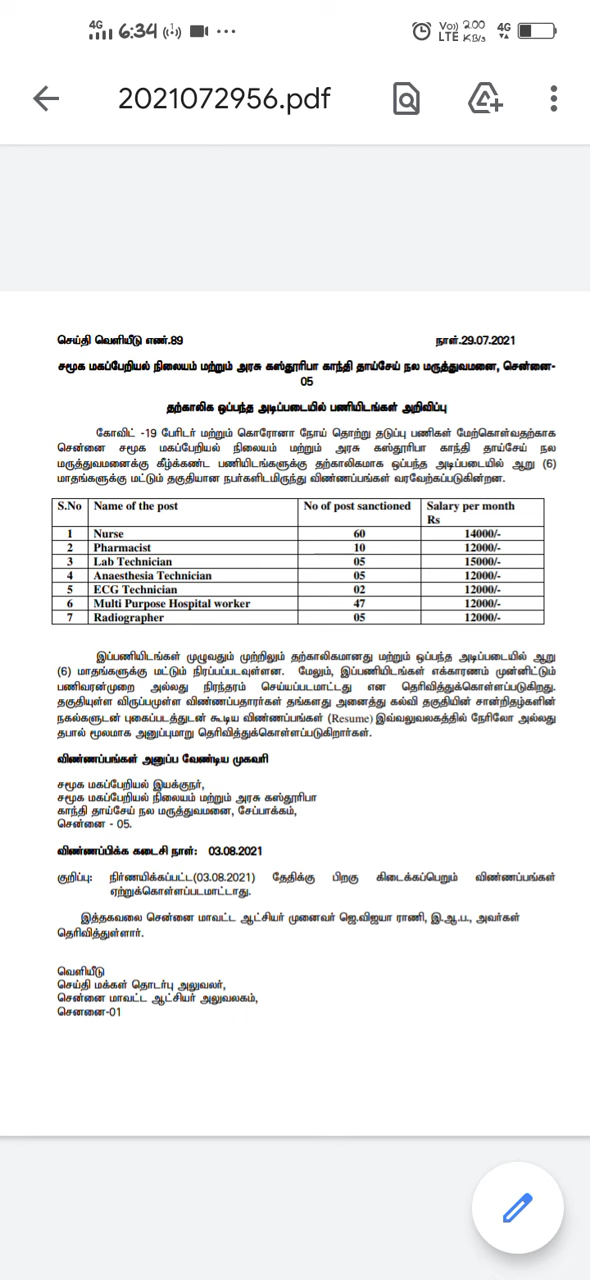 4G 6:34 Vo)) LTE 2.00 KB/s 4G
2021072956.pdf
செய்தி வெளியீடு எண்.89 நாள்.29.07.2021
சமூக மகப்பேறியல் நிலையம் மற்றும் அரசு கஸ்தூரிபா காந்தி தாய்சேய் நல மருத்துவமனை, சென்னை-
05
தற்காலிக ஒப்பந்த அடிப்படையில் பணியிடங்கள் அறிவிப்பு
கோவிட் -19 பேரிடர் மற்றும் கொரோனா நோய் தொற்று தடுப்பு பணிகள் மேற்கொள்வதற்காக
சென்னை சமூக மகப்பேறியல் நிலையம் மற்றும் அரசு கஸ்தூரிபா காந்தி தாய்சேய் நல
மருத்துவமனைக்கு கீழ்க்கண்ட பணியிடங்களுக்கு தற்காலிகமாக ஒப்பந்த அடிப்படையில் ஆறு (6)
மாதங்களுக்கு மட்டும் தகுதியான நபர்களிடமிருந்து விண்ணப்பங்கள் வரவேற்கப்படுகின்றன.
S.No Name of the post No of post sanctioned Salary per month
Rs
1 Nurse 60 14000/-
2 Pharmacist 10 12000/-
3 Lab Technician 05 15000/-
4 Anaesthesia Technician 05 12000/-
5 ECG Technician 02 12000/-
6 Multi Purpose Hospital worker 47 12000/-
7 Radiographer 05 12000/-
இப்பணியிடங்கள் முழுவதும் முற்றிலும் தற்காலிகமானது மற்றும் ஒப்பந்த அடிப்படையில் ஆறு
(6) மாதங்களுக்கு மட்டும் நிரப்பப்படவுள்ளன. மேலும், இப்பணியிடங்கள் எக்காரணம் முன்னிட்டும்
பணிவரன்முறை அல்லது நிரந்தரம் செய்யப்படமாட்டது என தெரிவித்துக்கொள்ளப்படுகிறது.
தகுதியுள்ள விருப்பமுள்ள விண்ணப்பதாரர்கள் தங்களது அனைத்து கல்வி தகுதியின் சான்றிதழ்களின்
நகல்களுடன் புகைப்படத்துடன் கூடிய விண்ணப்பங்கள் (Resume) இவ்வலுவலகத்தில் நேரிலோ அல்லது
தபால் மூலமாக அனுப்புமாறு தெரிவித்துக்கொள்ளப்படுகிறார்கள்.
விண்ணப்பங்கள் அனுப்ப வேண்டிய முகவரி
சமூக மகப்பேறியல் இயக்குநர்,
சமூக மகப்பேறியல் நிலையம் மற்றும் அரசு கஸ்தூரிபா
காந்தி தாய்சேய் நல மருத்துவமனை, சேப்பாக்கம்,
சென்னை - 05.
விண்ணப்பிக்க கடைசி நாள்: 03.08.2021
குறிப்பு: நிர்ணயிக்கப்பட்ட(03.08.2021) தேதிக்கு பிறகு கிடைக்கப்பெறும் விண்ணப்பங்கள்
ஏற்றுக்கொள்ளப்படமாட்டாது.
இத்தகவலை சென்னை மாவட்ட ஆட்சியர் முனைவர் ஜெ.விஜயா ராணி, இ.ஆ.ப., அவர்கள்
தெரிவித்துள்ளார்.
வெளியீடு
செய்தி மக்கள் தொடர்பு அலுவலர்,
சென்னை மாவட்ட ஆட்சியர் அலுவலகம்,
செனனை-01